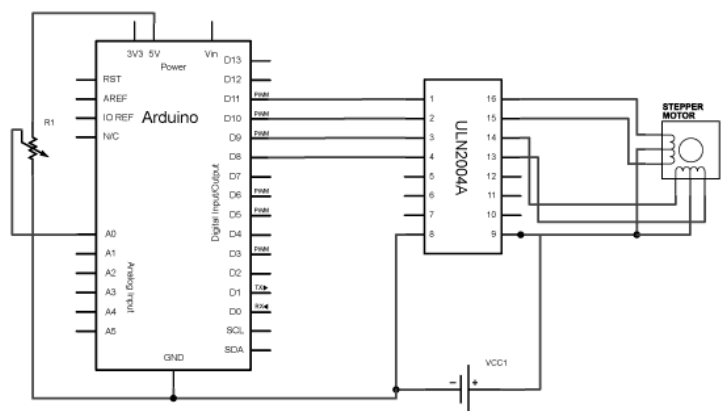 3V3 5V Vin
Power
RST
AREF
IO REF
N/C
A0
A1
A2
A3
A4
A5
Analog Input
Arduino
Digital Input/Output
D13
D12
D11 PWM
D10 PWM
D9 PWM
D8
D7
D6 PWM
D5 PWM
D4
D3 PWM
D2
D1 TX▶
D0 RX◀
SCL
SDA
GND
R1
ULN2004A
1 16
2 15
3 14
4 13
5 12
6 11
7 10
8 9
STEPPER
MOTOR
VCC1
- +